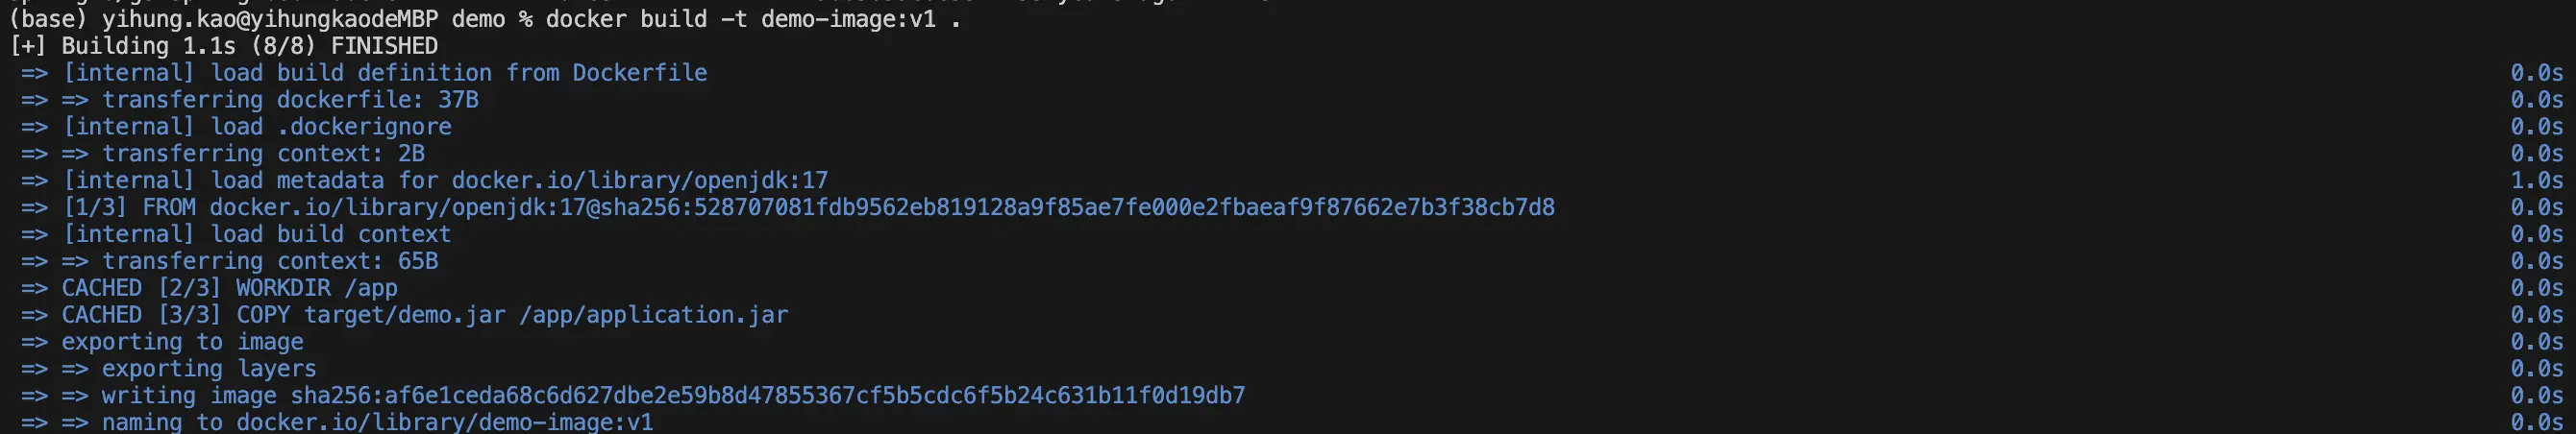 (base) yihung.kao@yihungkaodeMBP demo % docker build -t demo-image:v1 .
[+] Building 1.1s (8/8) FINISHED
=> [internal] load build definition from Dockerfile 0.0s
=> => transferring dockerfile: 37B 0.0s
=> [internal] load .dockerignore 0.0s
=> => transferring context: 2B 0.0s
=> [internal] load metadata for docker.io/library/openjdk:17 1.0s
=> [1/3] FROM docker.io/library/openjdk:17@sha256:528707081fdb9562eb819128a9f85ae7fe000e2fbaeaf9f87662e7b3f38cb7d8 0.0s
=> [internal] load build context 0.0s
=> => transferring context: 65B 0.0s
=> CACHED [2/3] WORKDIR /app 0.0s
=> CACHED [3/3] COPY target/demo.jar /app/application.jar 0.0s
=> exporting to image 0.0s
=> => exporting layers 0.0s
=> => writing image sha256:af6e1ceda68c6d627dbe2e59b8d47855367cf5b5cdc6f5b24c631b11f0d19db7 0.0s
=> => naming to docker.io/library/demo-image:v1 0.0s